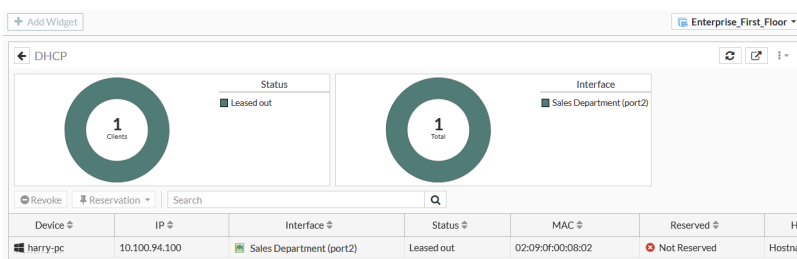 + Add Widget
Enterprise_First_Floor
DHCP
Status
Leased out
1
Clients
Interface
Sales Department (port2)
1
Total
Revoke Reservation Search
Device IP Interface Status MAC Reserved
harry-pc 10.100.94.100 Sales Department (port2) Leased out 02:09:0f:00:08:02 Not Reserved